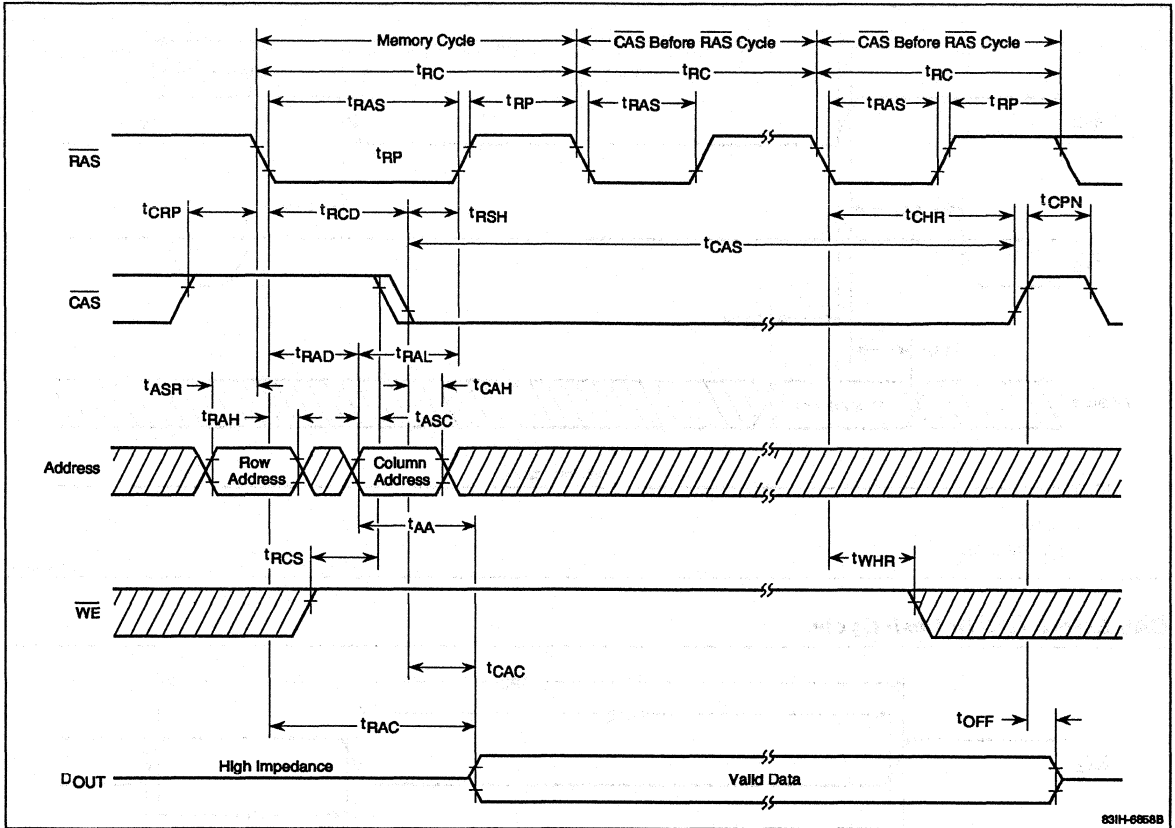 Memory Cycle CAS Before RAS Cycle CAS Before RAS Cycle
tRC tRC tRC
tRAS tRP tRAS tRAS tRP
RAS tRP
tCRP tRCD tRSH tCHR tCPN
tCAS
CAS
tRAD tRAL
tASR tCAH
tRAH tASC
Address Row Address Column Address
tAA
tRCS tWHR
WE
tCAC
tRAC tOFF
High Impedance
DOUT Valid Data
83IH-6858B